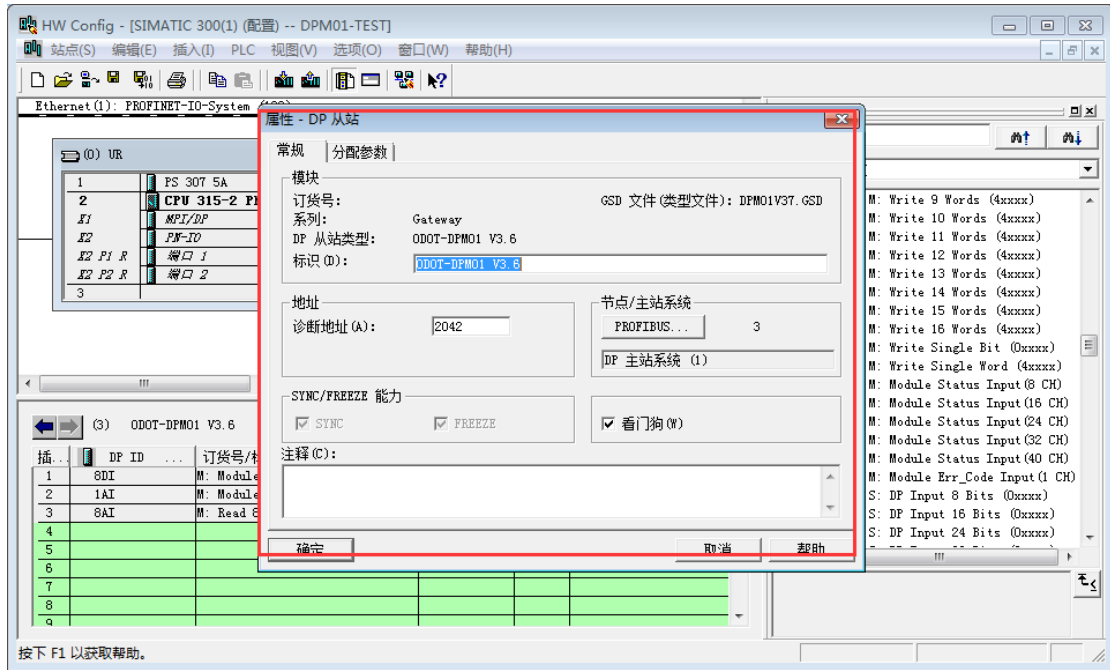 HW Config - [SIMATIC 300(1) (配置) -- DPM01-TEST]
站点(S) 编辑(E) 插入(I) PLC 视图(V) 选项(O) 窗口(W) 帮助(H)
Ethernet(1): PROFINET-IO-System
(0) UR
1 PS 307 5A
2 CPU 315-2 P
X1 MPI/DP
X2 PN-IO
X2 P1 R 端口 1
X2 P2 R 端口 2
3
属性 - DP 从站
常规 分配参数
模块
订货号: GSD 文件(类型文件): DPM01V37.GSD
系列: Gateway
DP 从站类型: ODOT-DPM01 V3.6
标识(D): ODOT-DPM01 V3.6
地址
诊断地址(A): 2042
节点/主站系统
PROFIBUS... 3
DP 主站系统 (1)
SYNC/FREEZE 能力
SYNC FREEZE
看门狗(W)
注释(C):
确定 取消 帮助
M: Write 9 Words (4xxxx)
M: Write 10 Words (4xxxx)
M: Write 11 Words (4xxxx)
M: Write 12 Words (4xxxx)
M: Write 13 Words (4xxxx)
M: Write 14 Words (4xxxx)
M: Write 15 Words (4xxxx)
M: Write 16 Words (4xxxx)
M: Write Single Bit (0xxxx)
M: Write Single Word (4xxxx)
M: Module Status Input(8 CH)
M: Module Status Input(16 CH)
M: Module Status Input(24 CH)
M: Module Status Input(32 CH)
M: Module Status Input(40 CH)
M: Module Err_Code Input(1 CH)
S: DP Input 8 Bits (0xxxx)
S: DP Input 16 Bits (0xxxx)
S: DP Input 24 Bits (0xxxx)
(3) ODOT-DPM01 V3.6
插... DP ID ... 订货号/
1 8DI M: Module
2 1AI M: Module
3 8AI M: Read 8
4
5
6
7
8
9
按下 F1 以获取帮助。